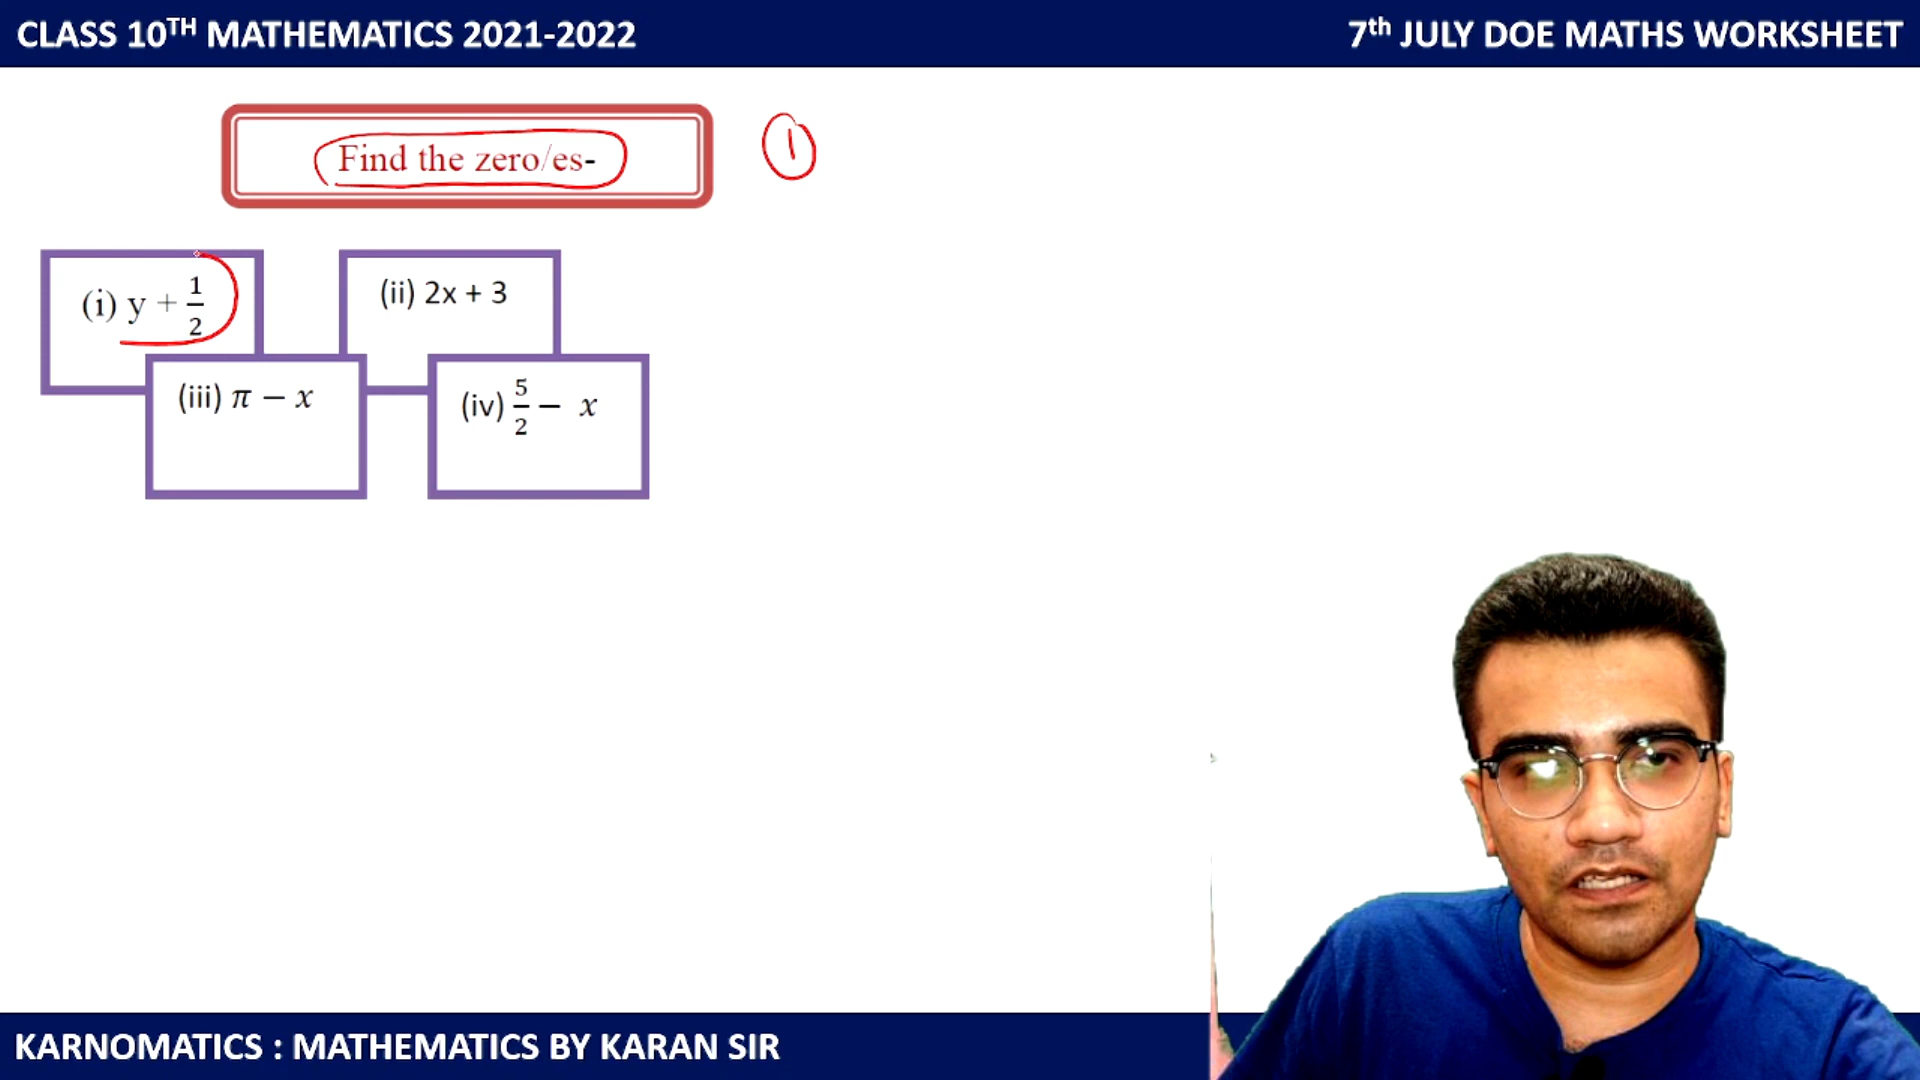 CLASS 10TH MATHEMATICS 2021-2022
7th JULY DOE MATHS WORKSHEET
Find the zero/es-
1
(i) y + 1/2
(ii) 2x + 3
(iii) π − x
(iv) 5/2 − x
KARNOMATICS : MATHEMATICS BY KARAN SIR